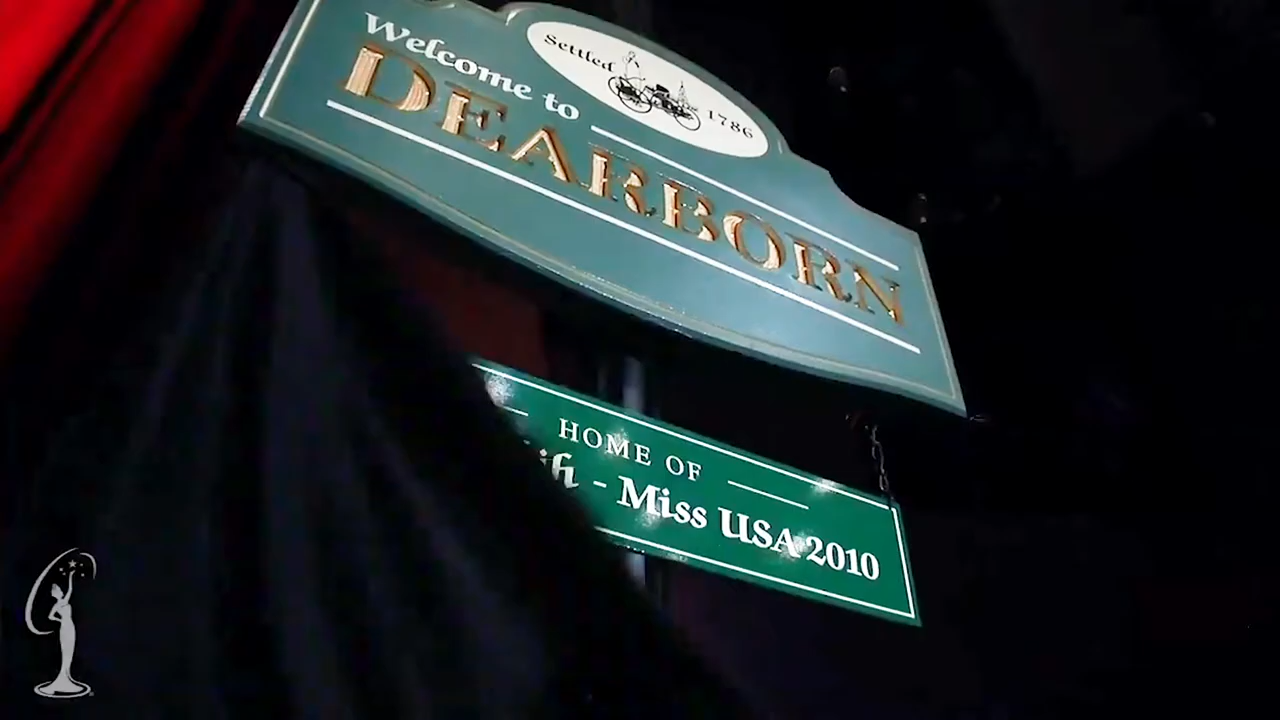 Welcome to
Settled 1786
DEARBORN
HOME OF
- Miss USA 2010